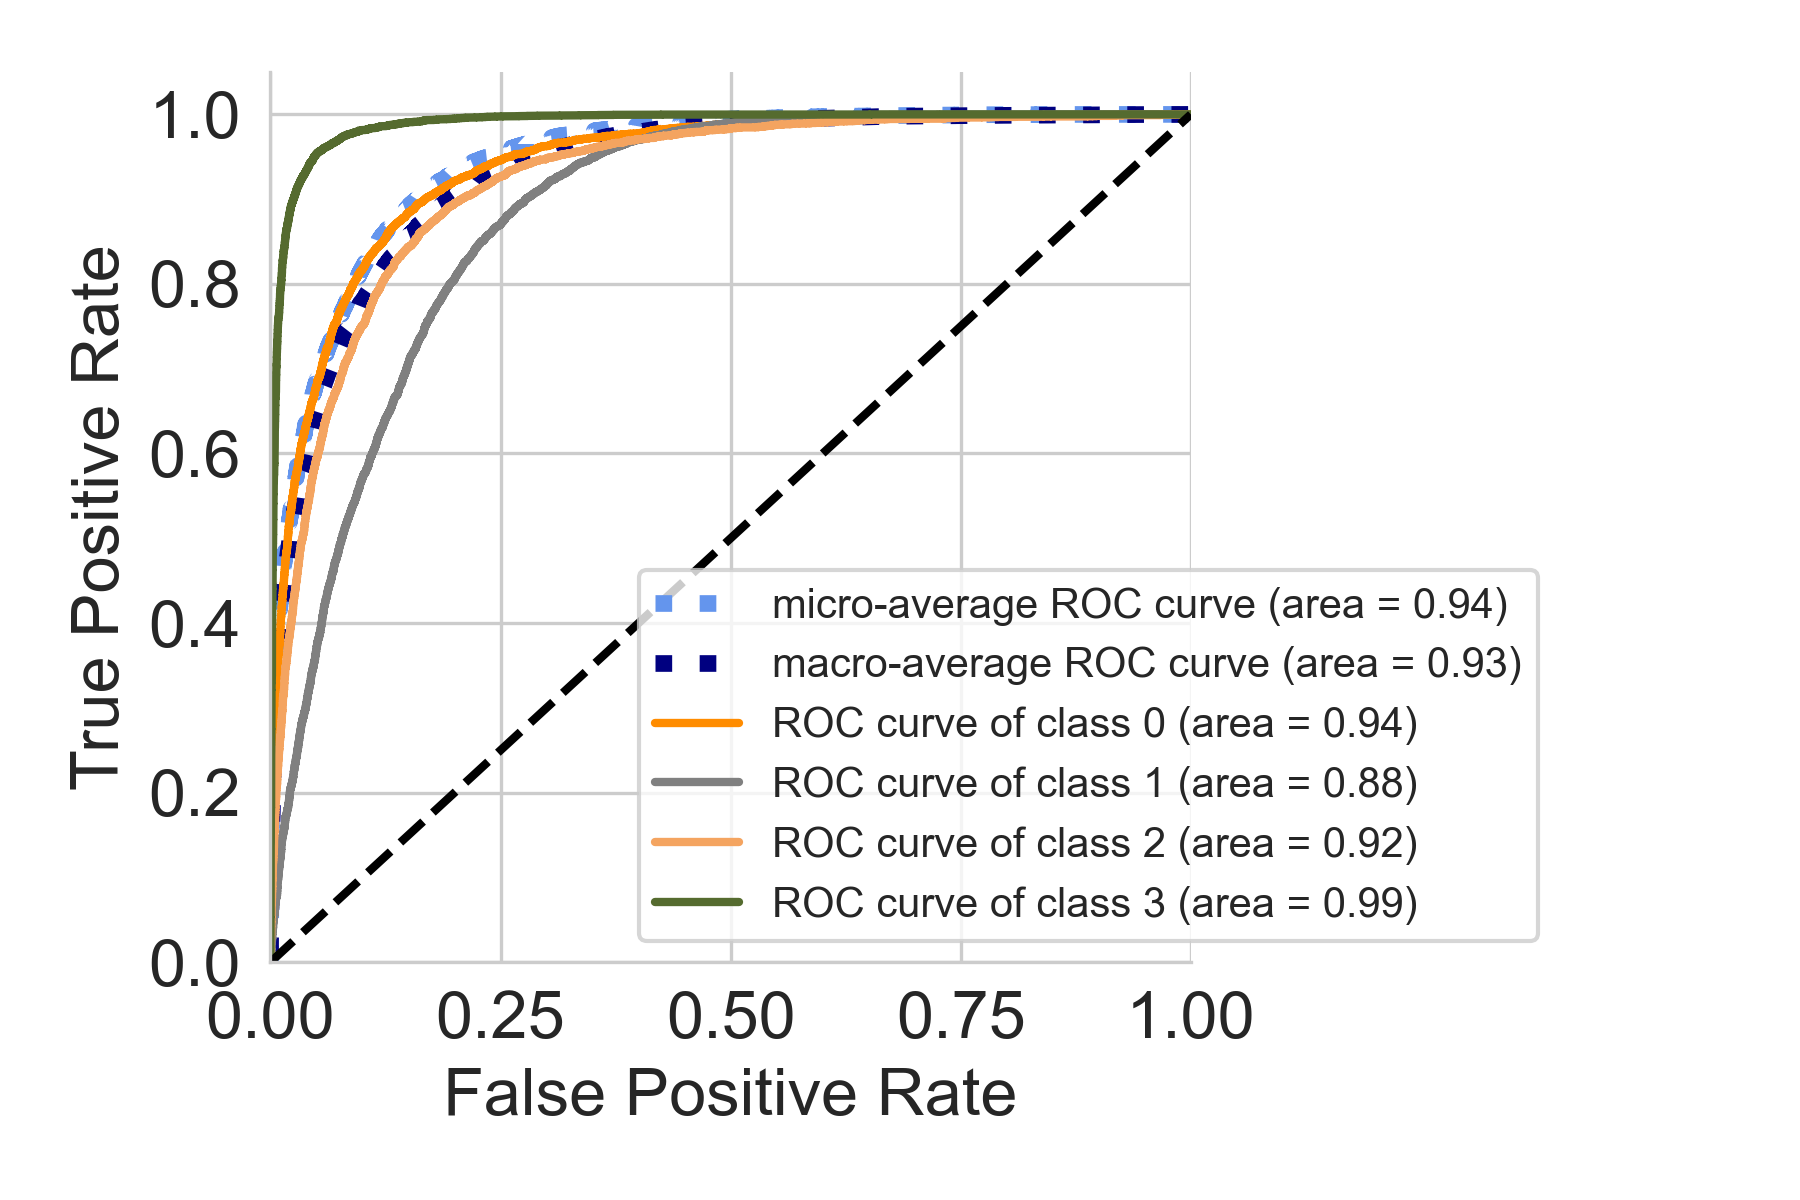 1.0
0.8
0.6
0.4
0.2
0.0
True Positive Rate
0.00 0.25 0.50 0.75 1.00
False Positive Rate
micro-average ROC curve (area = 0.94)
macro-average ROC curve (area = 0.93)
ROC curve of class 0 (area = 0.94)
ROC curve of class 1 (area = 0.88)
ROC curve of class 2 (area = 0.92)
ROC curve of class 3 (area = 0.99)